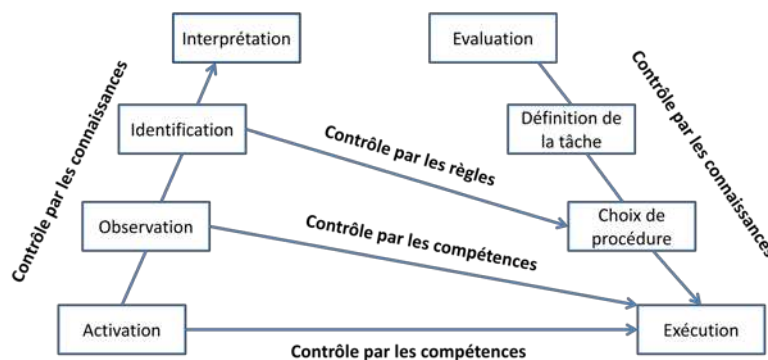 Interprétation
Evaluation
Contrôle par les connaissances
Identification
Contrôle par les règles
Définition de
la tâche
Contrôle par les connaissances
Observation
Contrôle par les compétences
Choix de
procédure
Activation
Contrôle par les compétences
Exécution